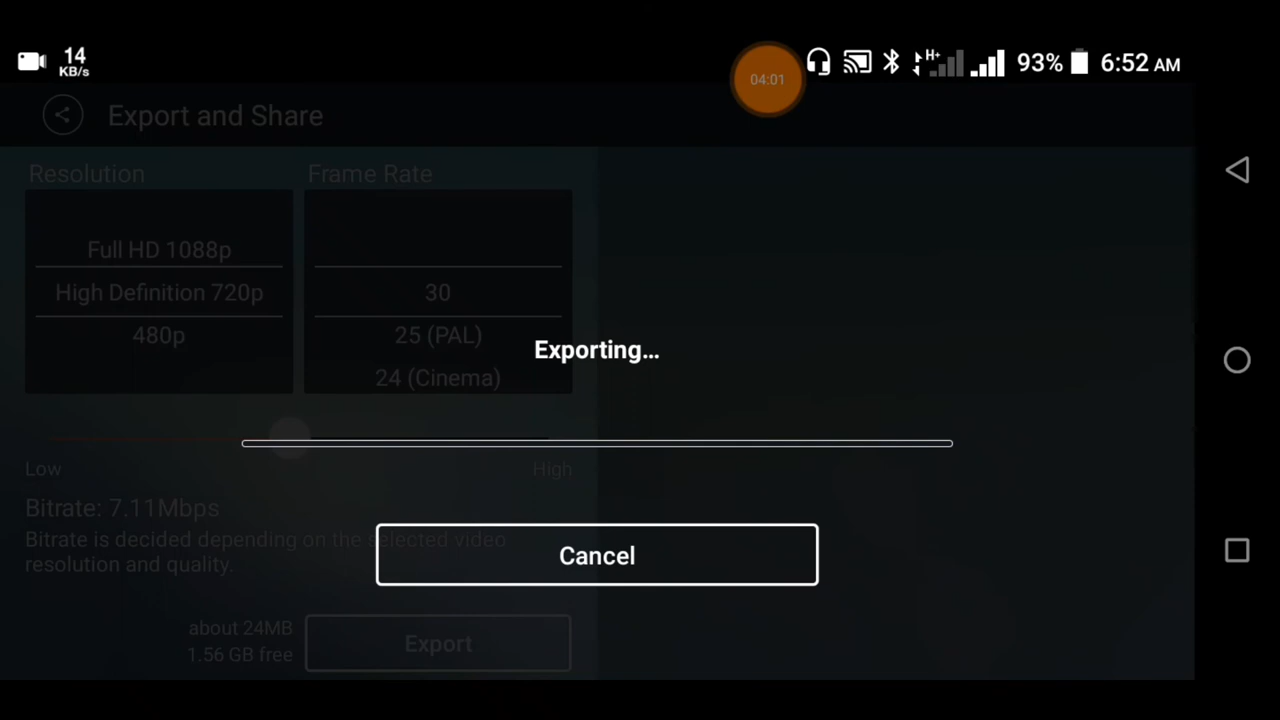 14
KB/s
04:01
H+
93%
6:52 AM
Export and Share
Resolution
Frame Rate
Full HD 1088p
High Definition 720p
480p
30
25 (PAL)
24 (Cinema)
Exporting...
Low
High
Bitrate: 7.11Mbps
Bitrate is decided depending on the selected video
resolution and quality.
Cancel
about 24MB
1.56 GB free
Export